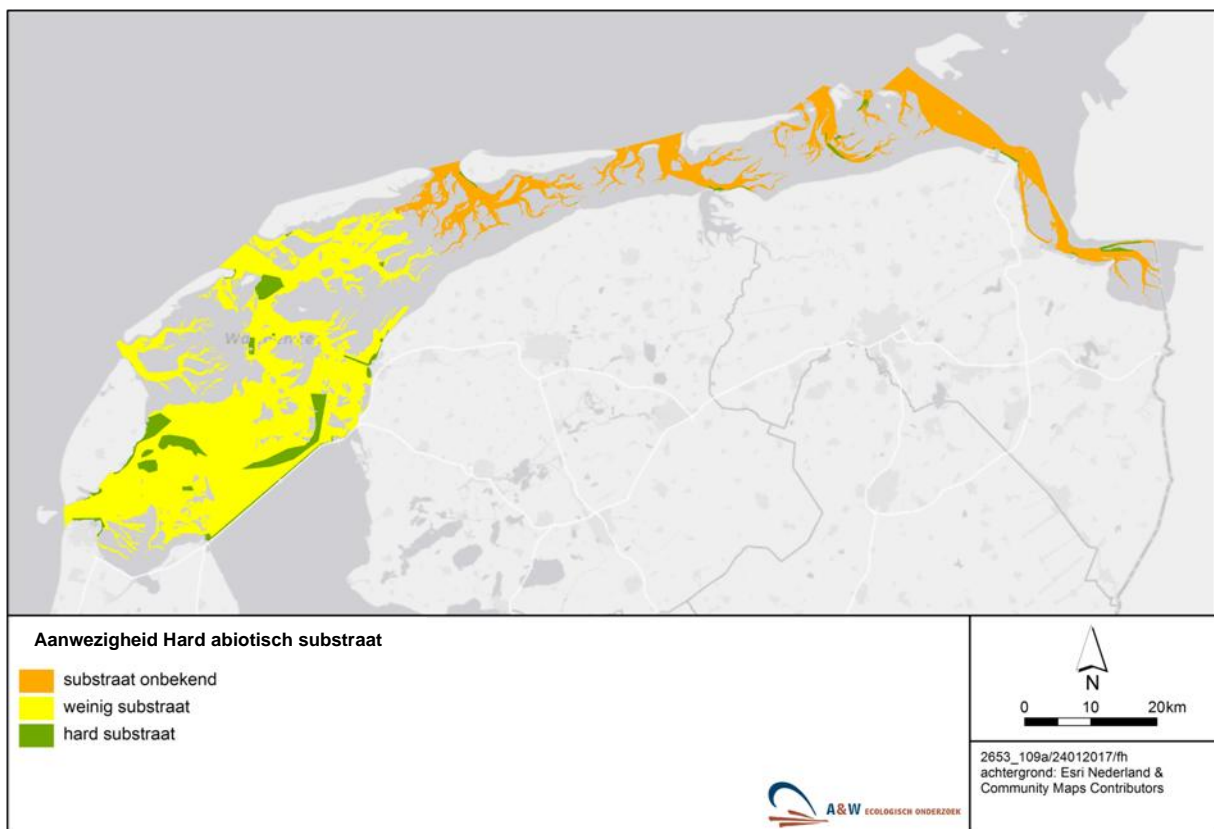 Aanwezigheid Hard abiotisch substraat
substraat onbekend
weinig substraat
hard substraat
N
0 10 20km
2653_109a/24012017/fh
achtergrond: Esri Nederland &
Community Maps Contributors
A&W ECOLOGISCH ONDERZOEK